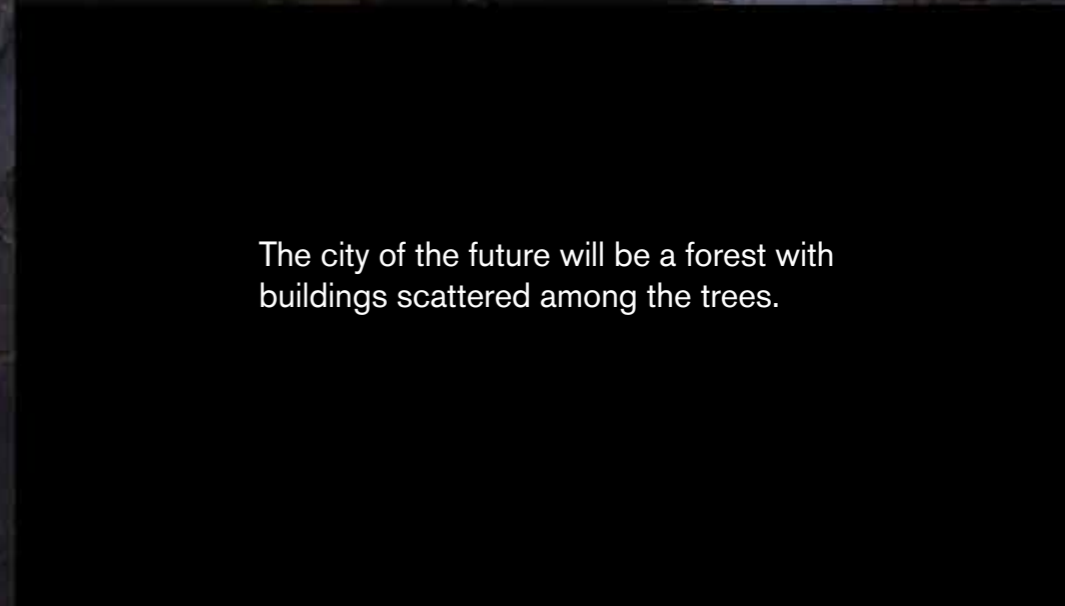 The city of the future will be a forest with
buildings scattered among the trees.